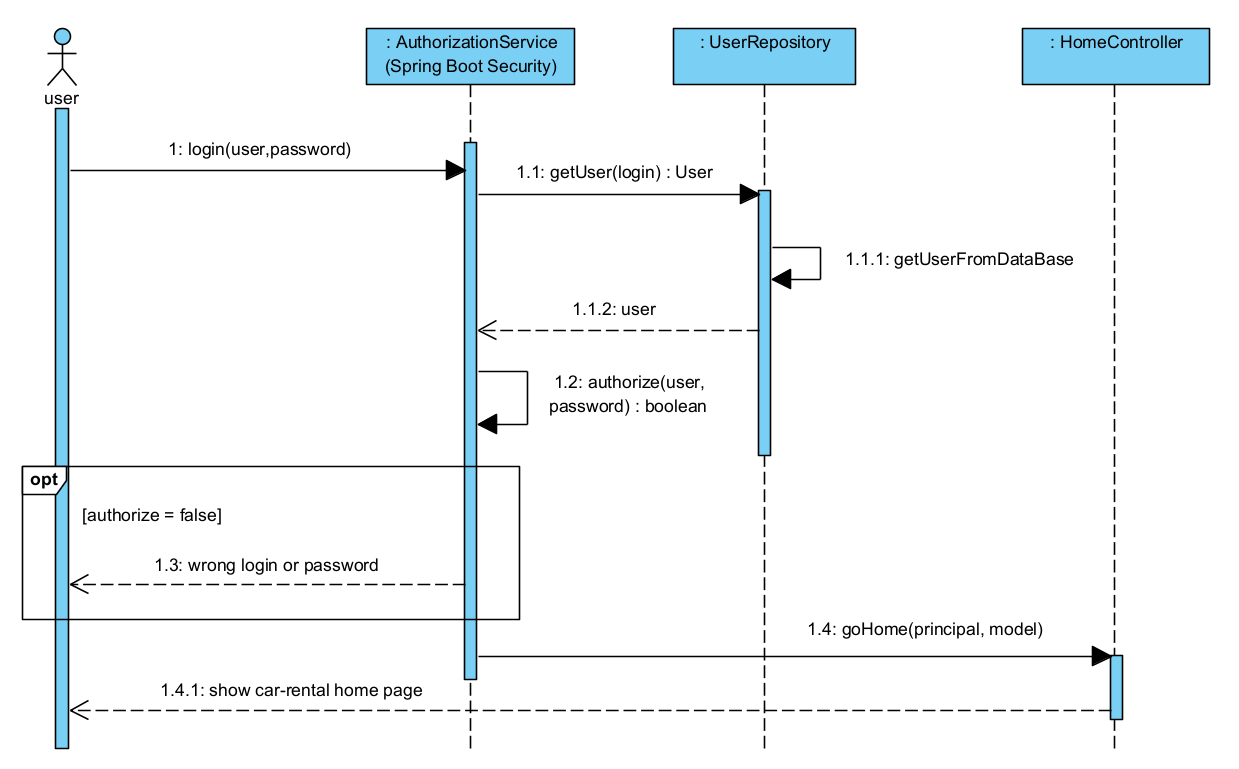 : AuthorizationService
(Spring Boot Security)
: UserRepository
: HomeController
user
1: login(user,password)
1.1: getUser(login) : User
1.1.1: getUserFromDataBase
1.1.2: user
1.2: authorize(user,
password) : boolean
opt
[authorize = false]
1.3: wrong login or password
1.4: goHome(principal, model)
1.4.1: show car-rental home page